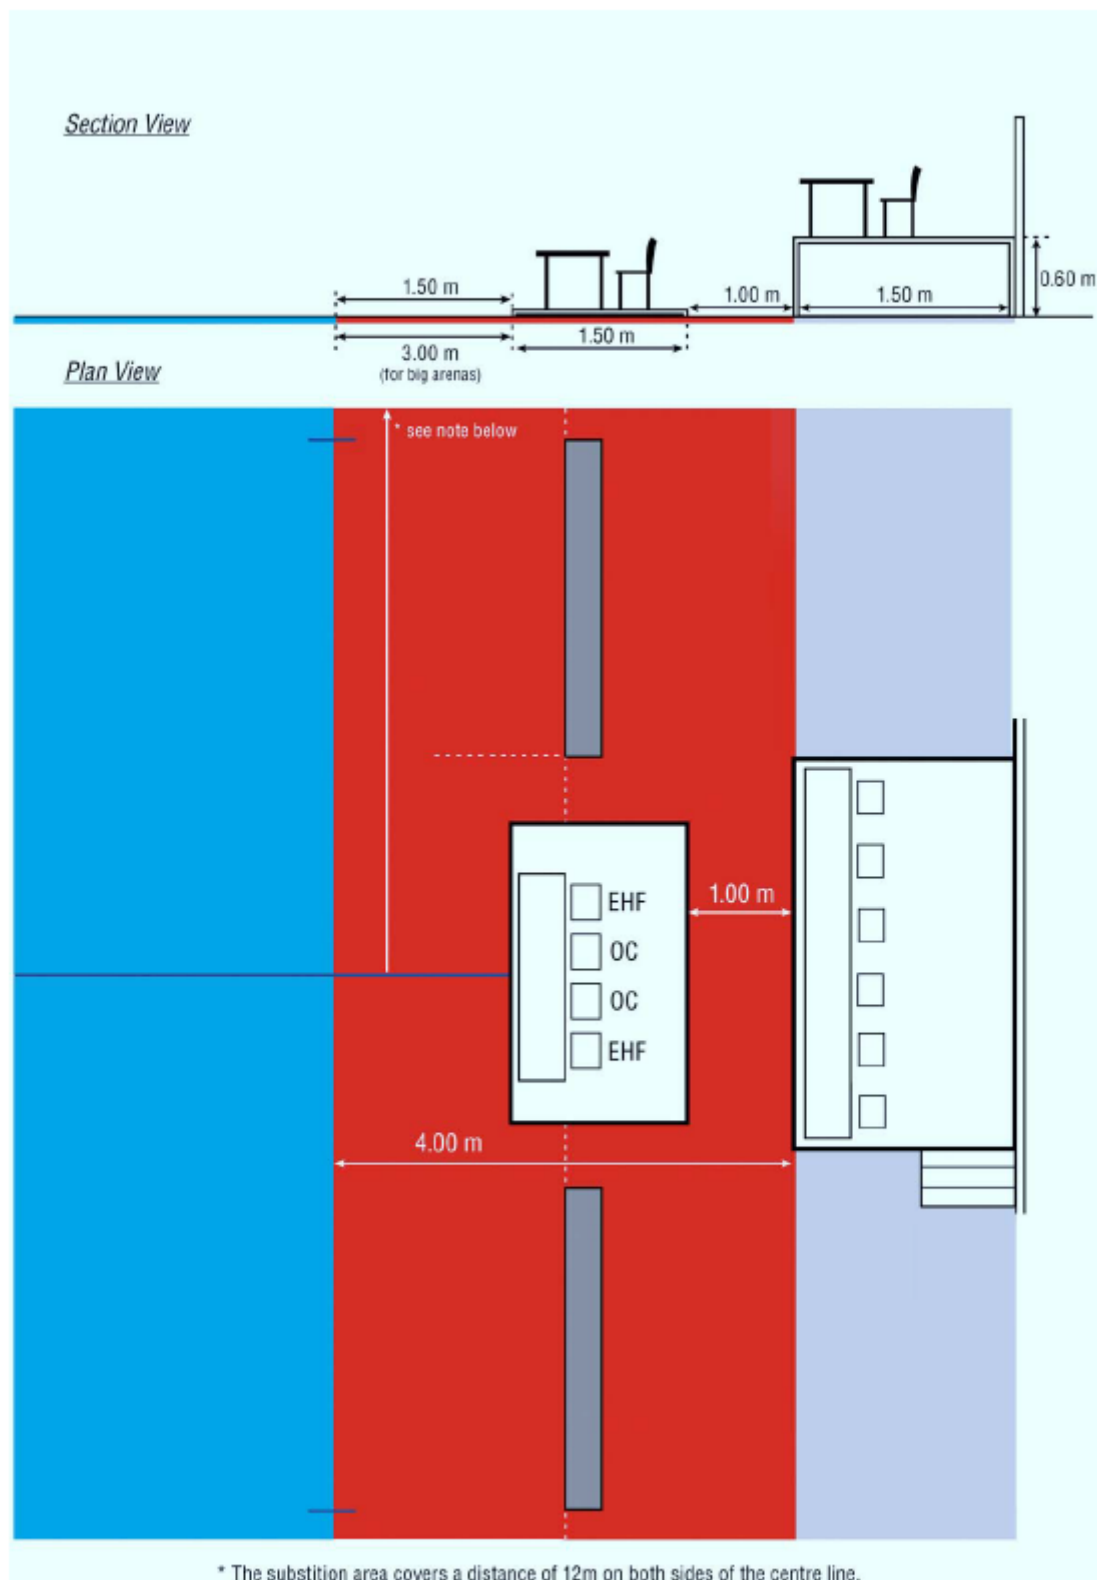 Section View
0.60 m
1.50 m
1.00 m
1.50 m
1.50 m
3.00 m
(for big arenas)
Plan View
* see note below
EHF
1.00 m
OC
OC
EHF
4.00 m
* The substition area covers a distance of 12m on both sides of the centre line.